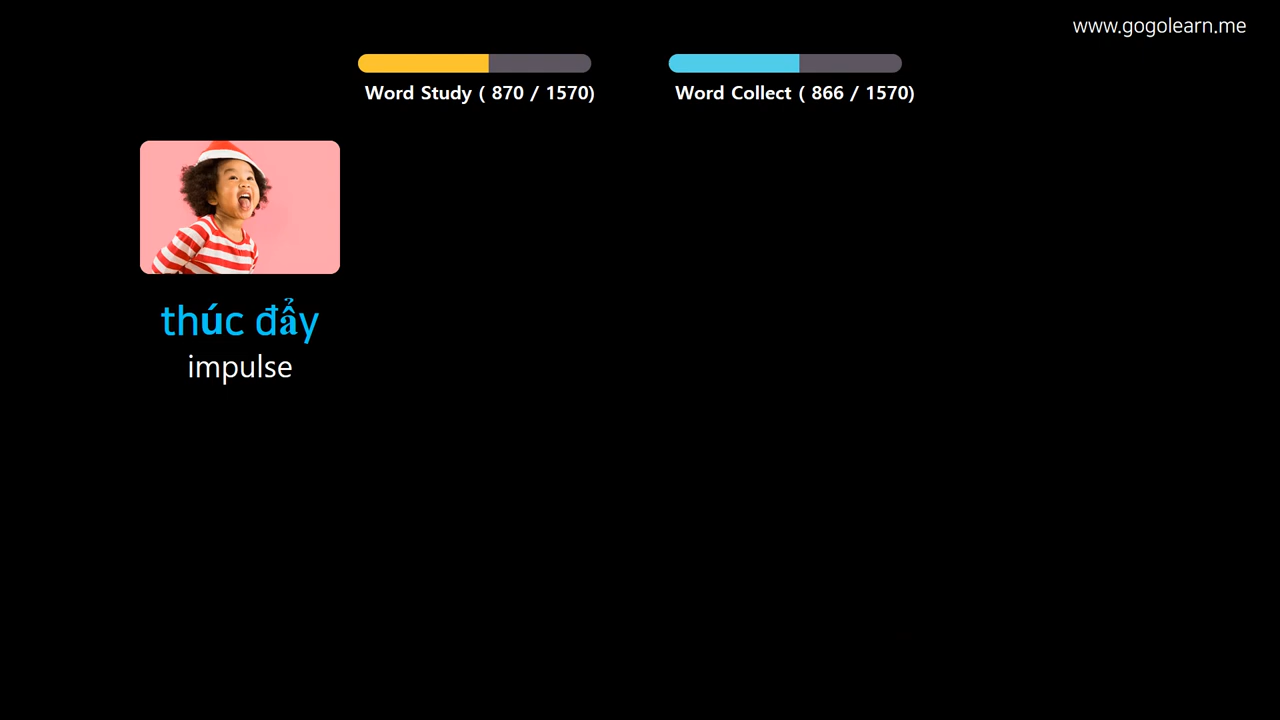 www.gogolearn.me
Word Study ( 870 / 1570)
Word Collect ( 866 / 1570)
thúc đẩy
impulse